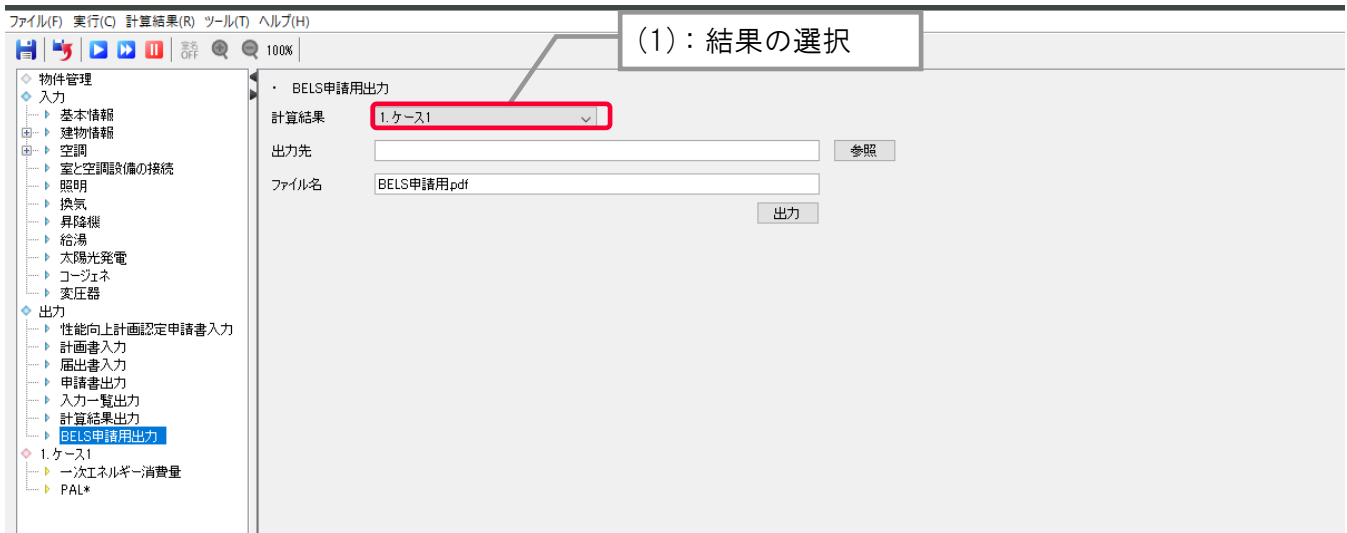 ファイル(F) 実行(C) 計算結果(R) ツール(T) ヘルプ(H)
100%
(1)：結果の選択
物件管理
入力
基本情報
建物情報
空調
室と空調設備の接続
照明
換気
昇降機
給湯
太陽光発電
コージェネ
変圧器
出力
性能向上計画認定申請書入力
計画書入力
届出書入力
申請書出力
入力一覧出力
計算結果出力
BELS申請用出力
1.ケース1
一次エネルギー消費量
PAL*
・ BELS申請用出力
計算結果 1.ケース1
出力先 参照
ファイル名 BELS申請用.pdf
出力